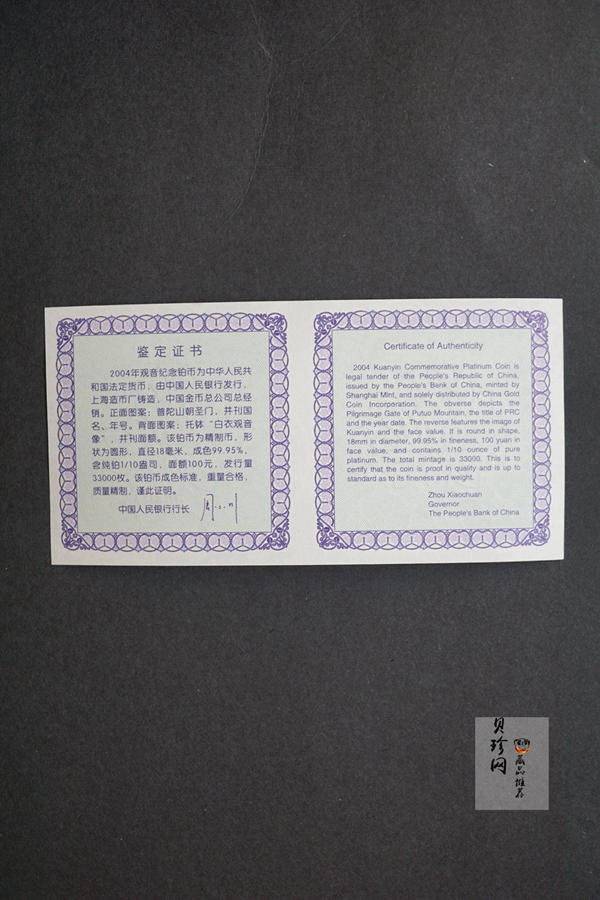 鉴定证书
2004年观音纪念铂币为中华人民共
和国法定货币，由中国人民银行发行，
上海造币厂铸造，中国金币总公司总经
销。正面图案：普陀山朝圣门，并刊国
名、年号。背面图案：托钵“白衣观音
像”，并刊面额。该铂币为精制币，形
状为圆形，直径18毫米，成色99.95%，
含纯铂1/10盎司，面额100元，发行量
33000枚。该铂币成色标准，重量合格，
质量精制，谨此证明。
中国人民银行行长
Certificate of Authenticity
2004 Kuanyin Commemorative Platinum Coin is
legal tender of the People's Republic of China,
issued by the People's Bank of China, minted by
Shanghai Mint, and solely distributed by China Gold
Coin Incorporation. The obverse depicts the
Pilgrimage Gate of Putuo Mountain, the title of PRC
and the year date. The reverse features the image of
Kuanyin and the face value. It is round in shape,
18mm in diameter, 99.95% in fineness, 100 yuan in
face value, and contains 1/10 ounce of pure
platinum. The total mintage is 33000. This is to
certify that the coin is proof in quality and is up to
standard as to its fineness and weight.
Zhou Xiaochuan
Governor
The People's Bank of China
贝珍网
藏品推荐